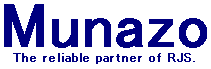 Munazo
The reliable partner of RJS.